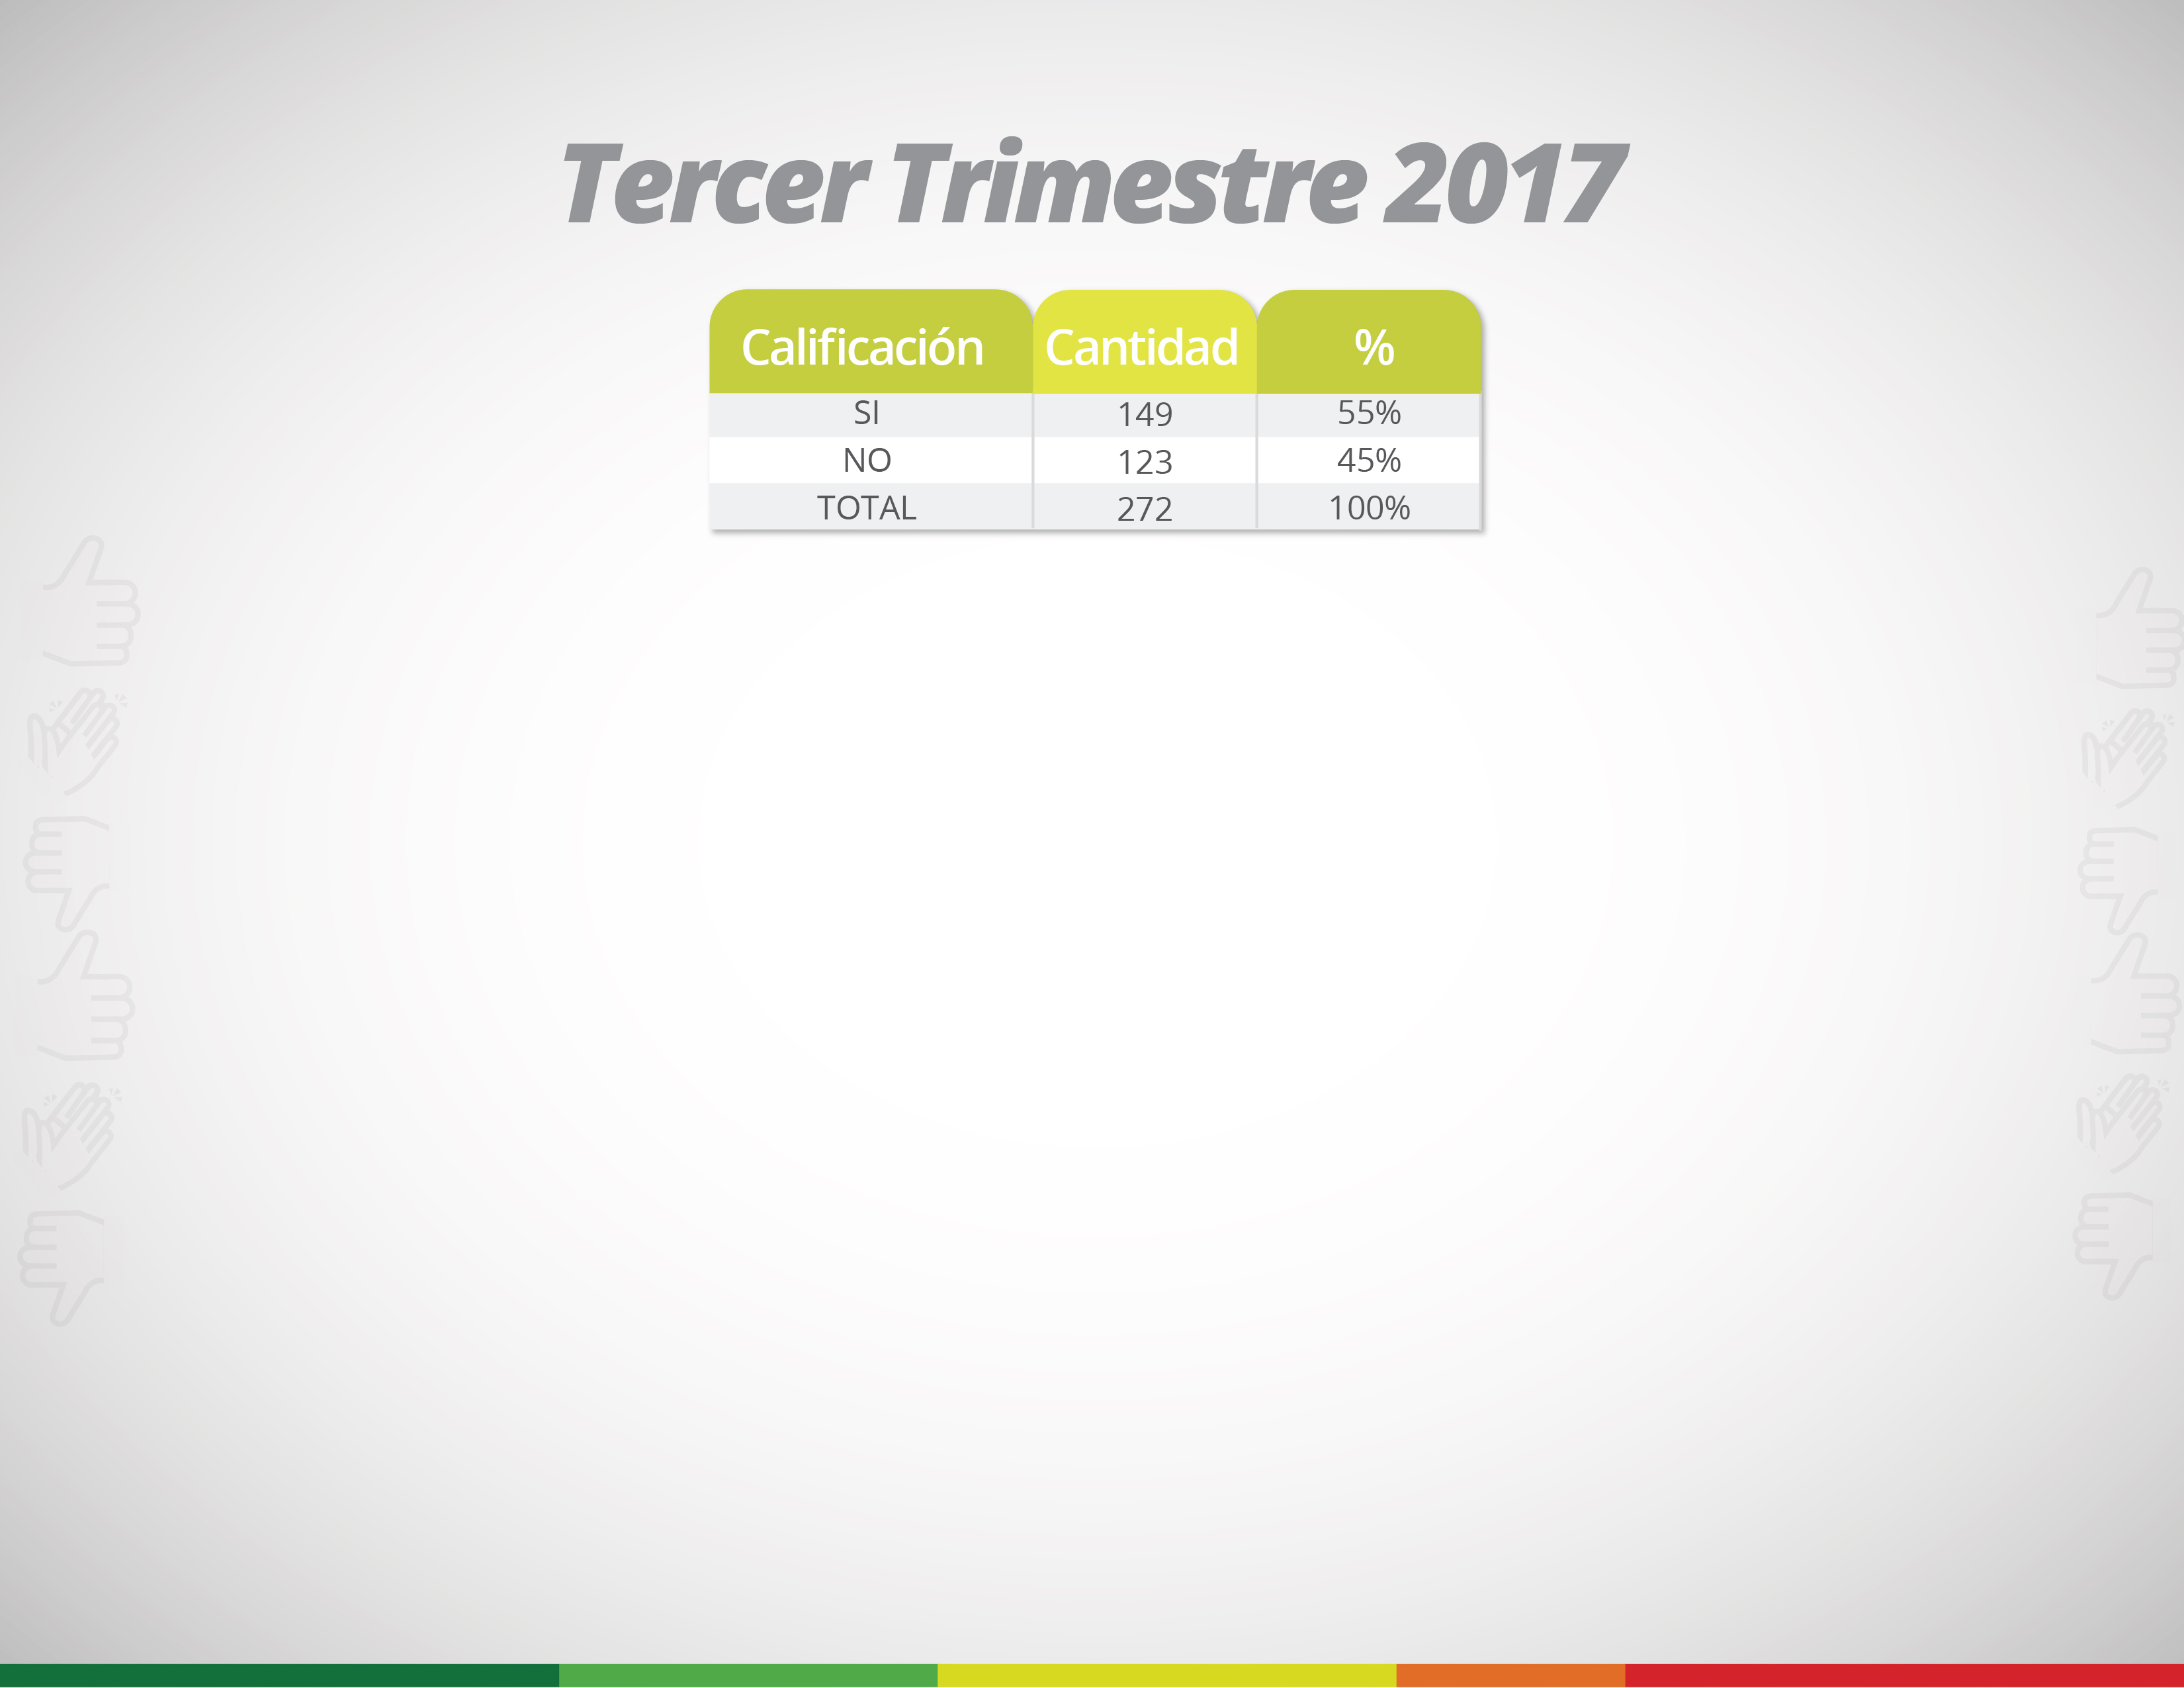 Tercer Trimestre 2017
Calificación Cantidad %
SI 149 55%
NO 123 45%
TOTAL 272 100%